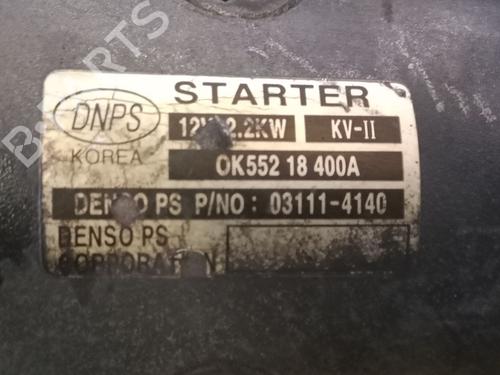 B-PARTS
STARTER
DNPS
KOREA
12V 2.2KW KV-II
OK552 18 400A
DENSO PS P/NO : 03111-4140
DENSO PS
CORPORATION